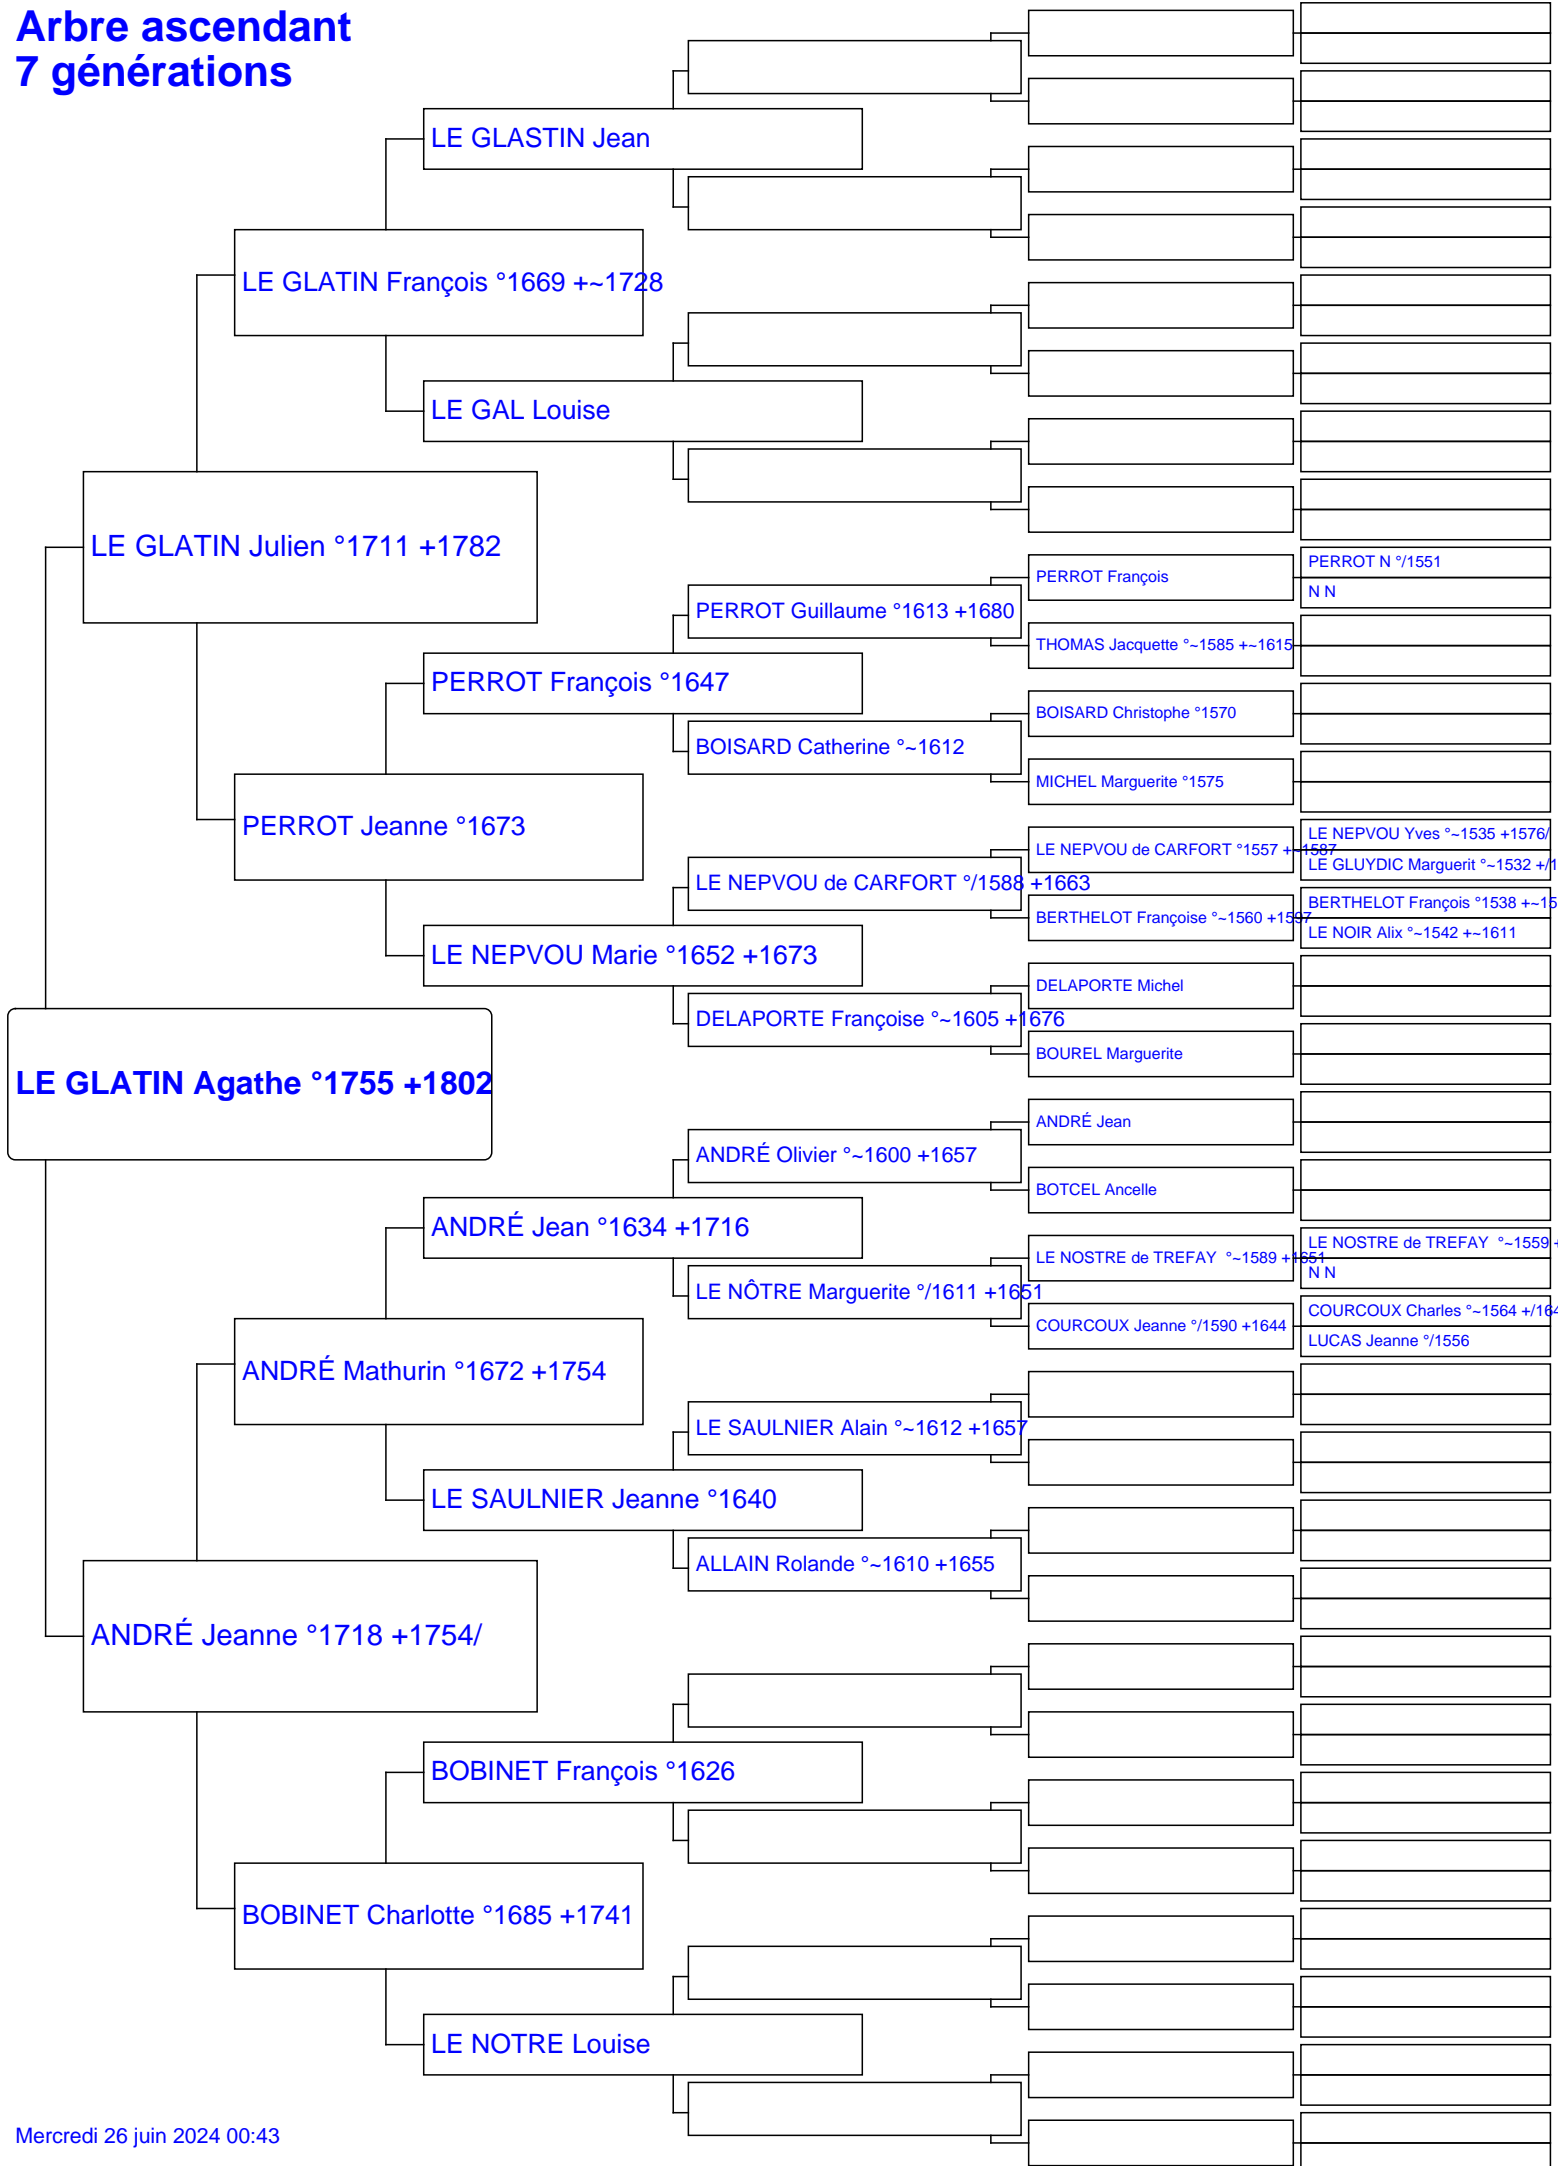 Arbre ascendant
7 générations
LE GLASTIN Jean
LE GLATIN François °1669 +~1728
LE GAL Louise
LE GLATIN Julien °1711 +1782
PERROT François
PERROT N °/1551
N N
PERROT Guillaume °1613 +1680
THOMAS Jacquette °~1585 +~1615
PERROT François °1647
BOISARD Christophe °1570
BOISARD Catherine °~1612
MICHEL Marguerite °1575
PERROT Jeanne °1673
LE NEPVOU de CARFORT °1557 +~1587
LE NEPVOU Yves °~1535 +1576/
LE GLUYDIC Marguerit °~1532 +/1
LE NEPVOU de CARFORT °/1588 +1663
BERTHELOT Françoise °~1560 +1597
BERTHELOT François °1538 +~15
LE NOIR Alix °~1542 +~1611
LE NEPVOU Marie °1652 +1673
DELAPORTE Michel
DELAPORTE Françoise °~1605 +1676
BOUREL Marguerite
LE GLATIN Agathe °1755 +1802
ANDRÉ Jean
ANDRÉ Olivier °~1600 +1657
BOTCEL Ancelle
ANDRÉ Jean °1634 +1716
LE NOSTRE de TREFAY °~1589 +1651
LE NOSTRE de TREFAY °~1559 +
N N
LE NÔTRE Marguerite °/1611 +1651
COURCOUX Jeanne °/1590 +1644
COURCOUX Charles °~1564 +/164
LUCAS Jeanne °/1556
ANDRÉ Mathurin °1672 +1754
LE SAULNIER Alain °~1612 +1657
LE SAULNIER Jeanne °1640
ALLAIN Rolande °~1610 +1655
ANDRÉ Jeanne °1718 +1754/
BOBINET François °1626
BOBINET Charlotte °1685 +1741
LE NOTRE Louise
Mercredi 26 juin 2024 00:43